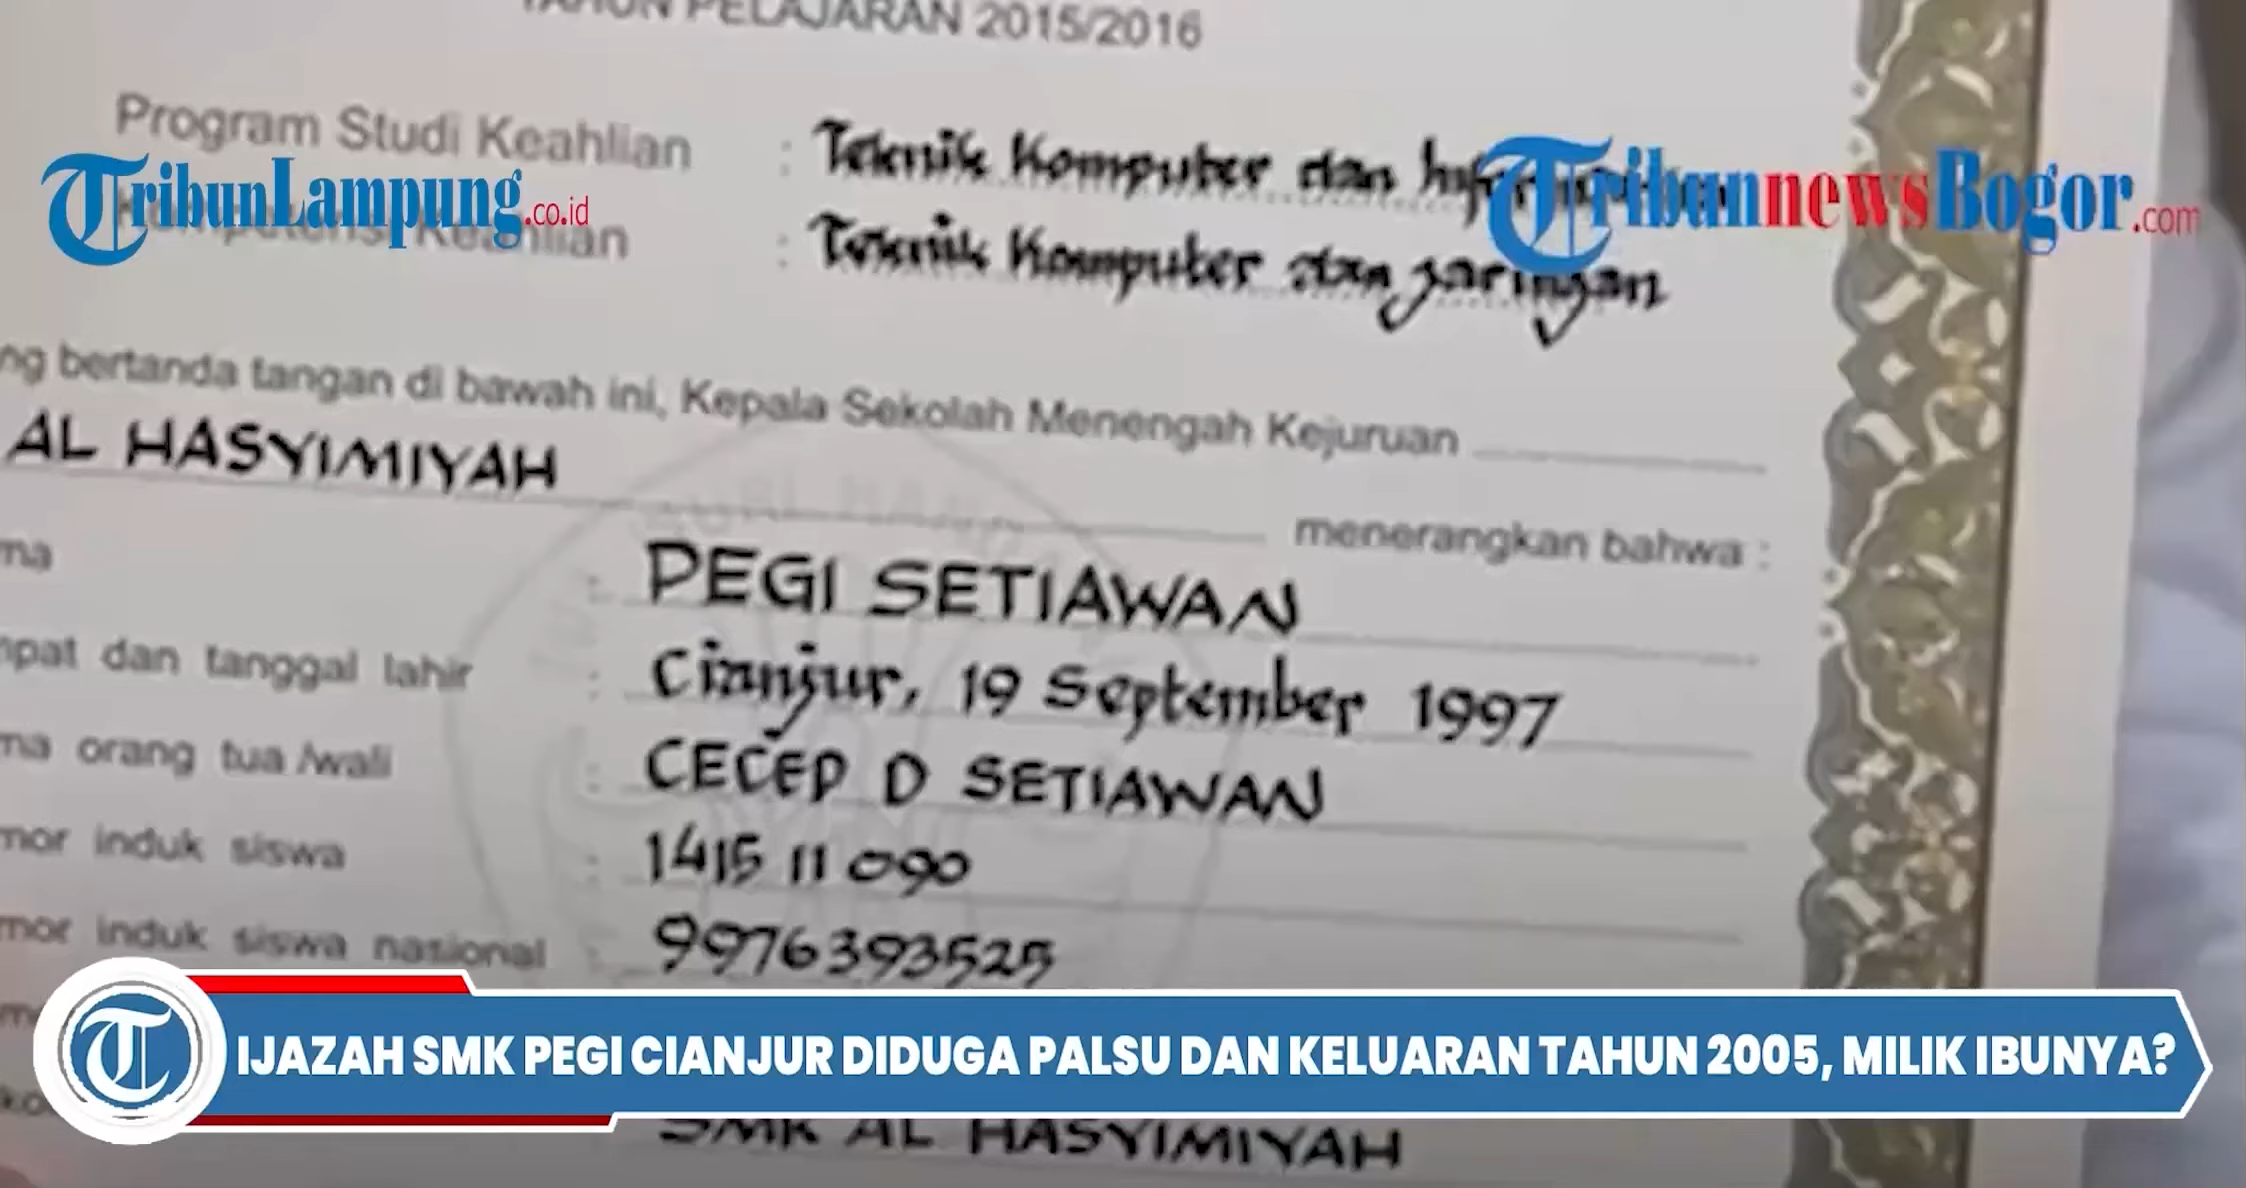 TAHUN PELAJARAN 2015/2016
Program Studi Keahlian : Teknik Komputer dan
TribunLampung.co.id
TribunnewsBogor.com
Keahlian : Teknik Komputer dan Jaringan
ng bertanda tangan di bawah ini, Kepala Sekolah Menengah Kejuruan
AL HASYIMIYAH menerangkan bahwa :
ma : PEGI SETIAWAN
mpat dan tanggal lahir : Cianjur, 19 September 1997
ma orang tua /wali : CECEP D SETIAWAN
mor induk siswa : 1415 11 090
mor induk siswa nasional : 9976393525
T IJAZAH SMK PEGI CIANJUR DIDUGA PALSU DAN KELUARAN TAHUN 2005, MILIK IBUNYA?
SMK AL HASYIMIYAH